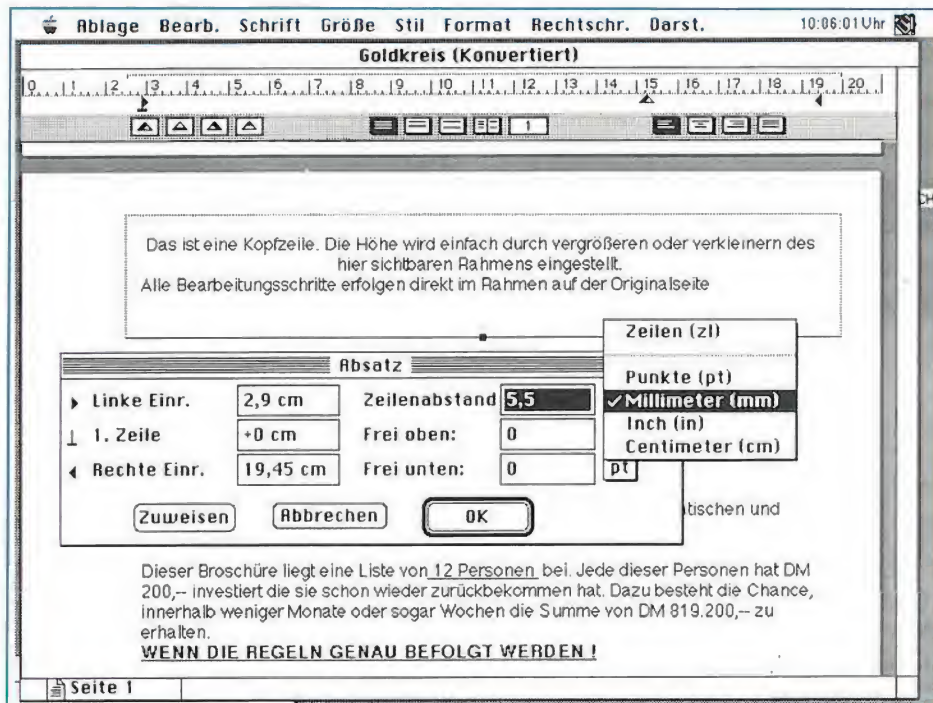 Ablage Bearb. Schrift Größe Stil Format Rechtschr. Darst. 10:06:01 Uhr
Goldkreis (Konvertiert)
0 1 2 3 4 5 6 7 8 9 10 11 12 13 14 15 16 17 18 19 20
1
Das ist eine Kopfzeile. Die Höhe wird einfach durch vergrößeren oder verkleinern des
hier sichtbaren Rahmens eingestellt.
Alle Bearbeitungsschritte erfolgen direkt im Rahmen auf der Originalseite
Absatz
Linke Einr. 2,9 cm Zeilenabstand 5,5
1. Zeile +0 cm Frei oben: 0
Rechte Einr. 19,45 cm Frei unten: 0 pt
Zuweisen Abbrechen OK
Zeilen (zl)
Punkte (pt)
✓Millimeter (mm)
Inch (in)
Centimeter (cm)
itischen und
Dieser Broschüre liegt eine Liste von 12 Personen bei. Jede dieser Personen hat DM
200,-- investiert die sie schon wieder zurückbekommen hat. Dazu besteht die Chance,
innerhalb weniger Monate oder sogar Wochen die Summe von DM 819.200,-- zu
erhalten.
WENN DIE REGELN GENAU BEFOLGT WERDEN !
Seite 1